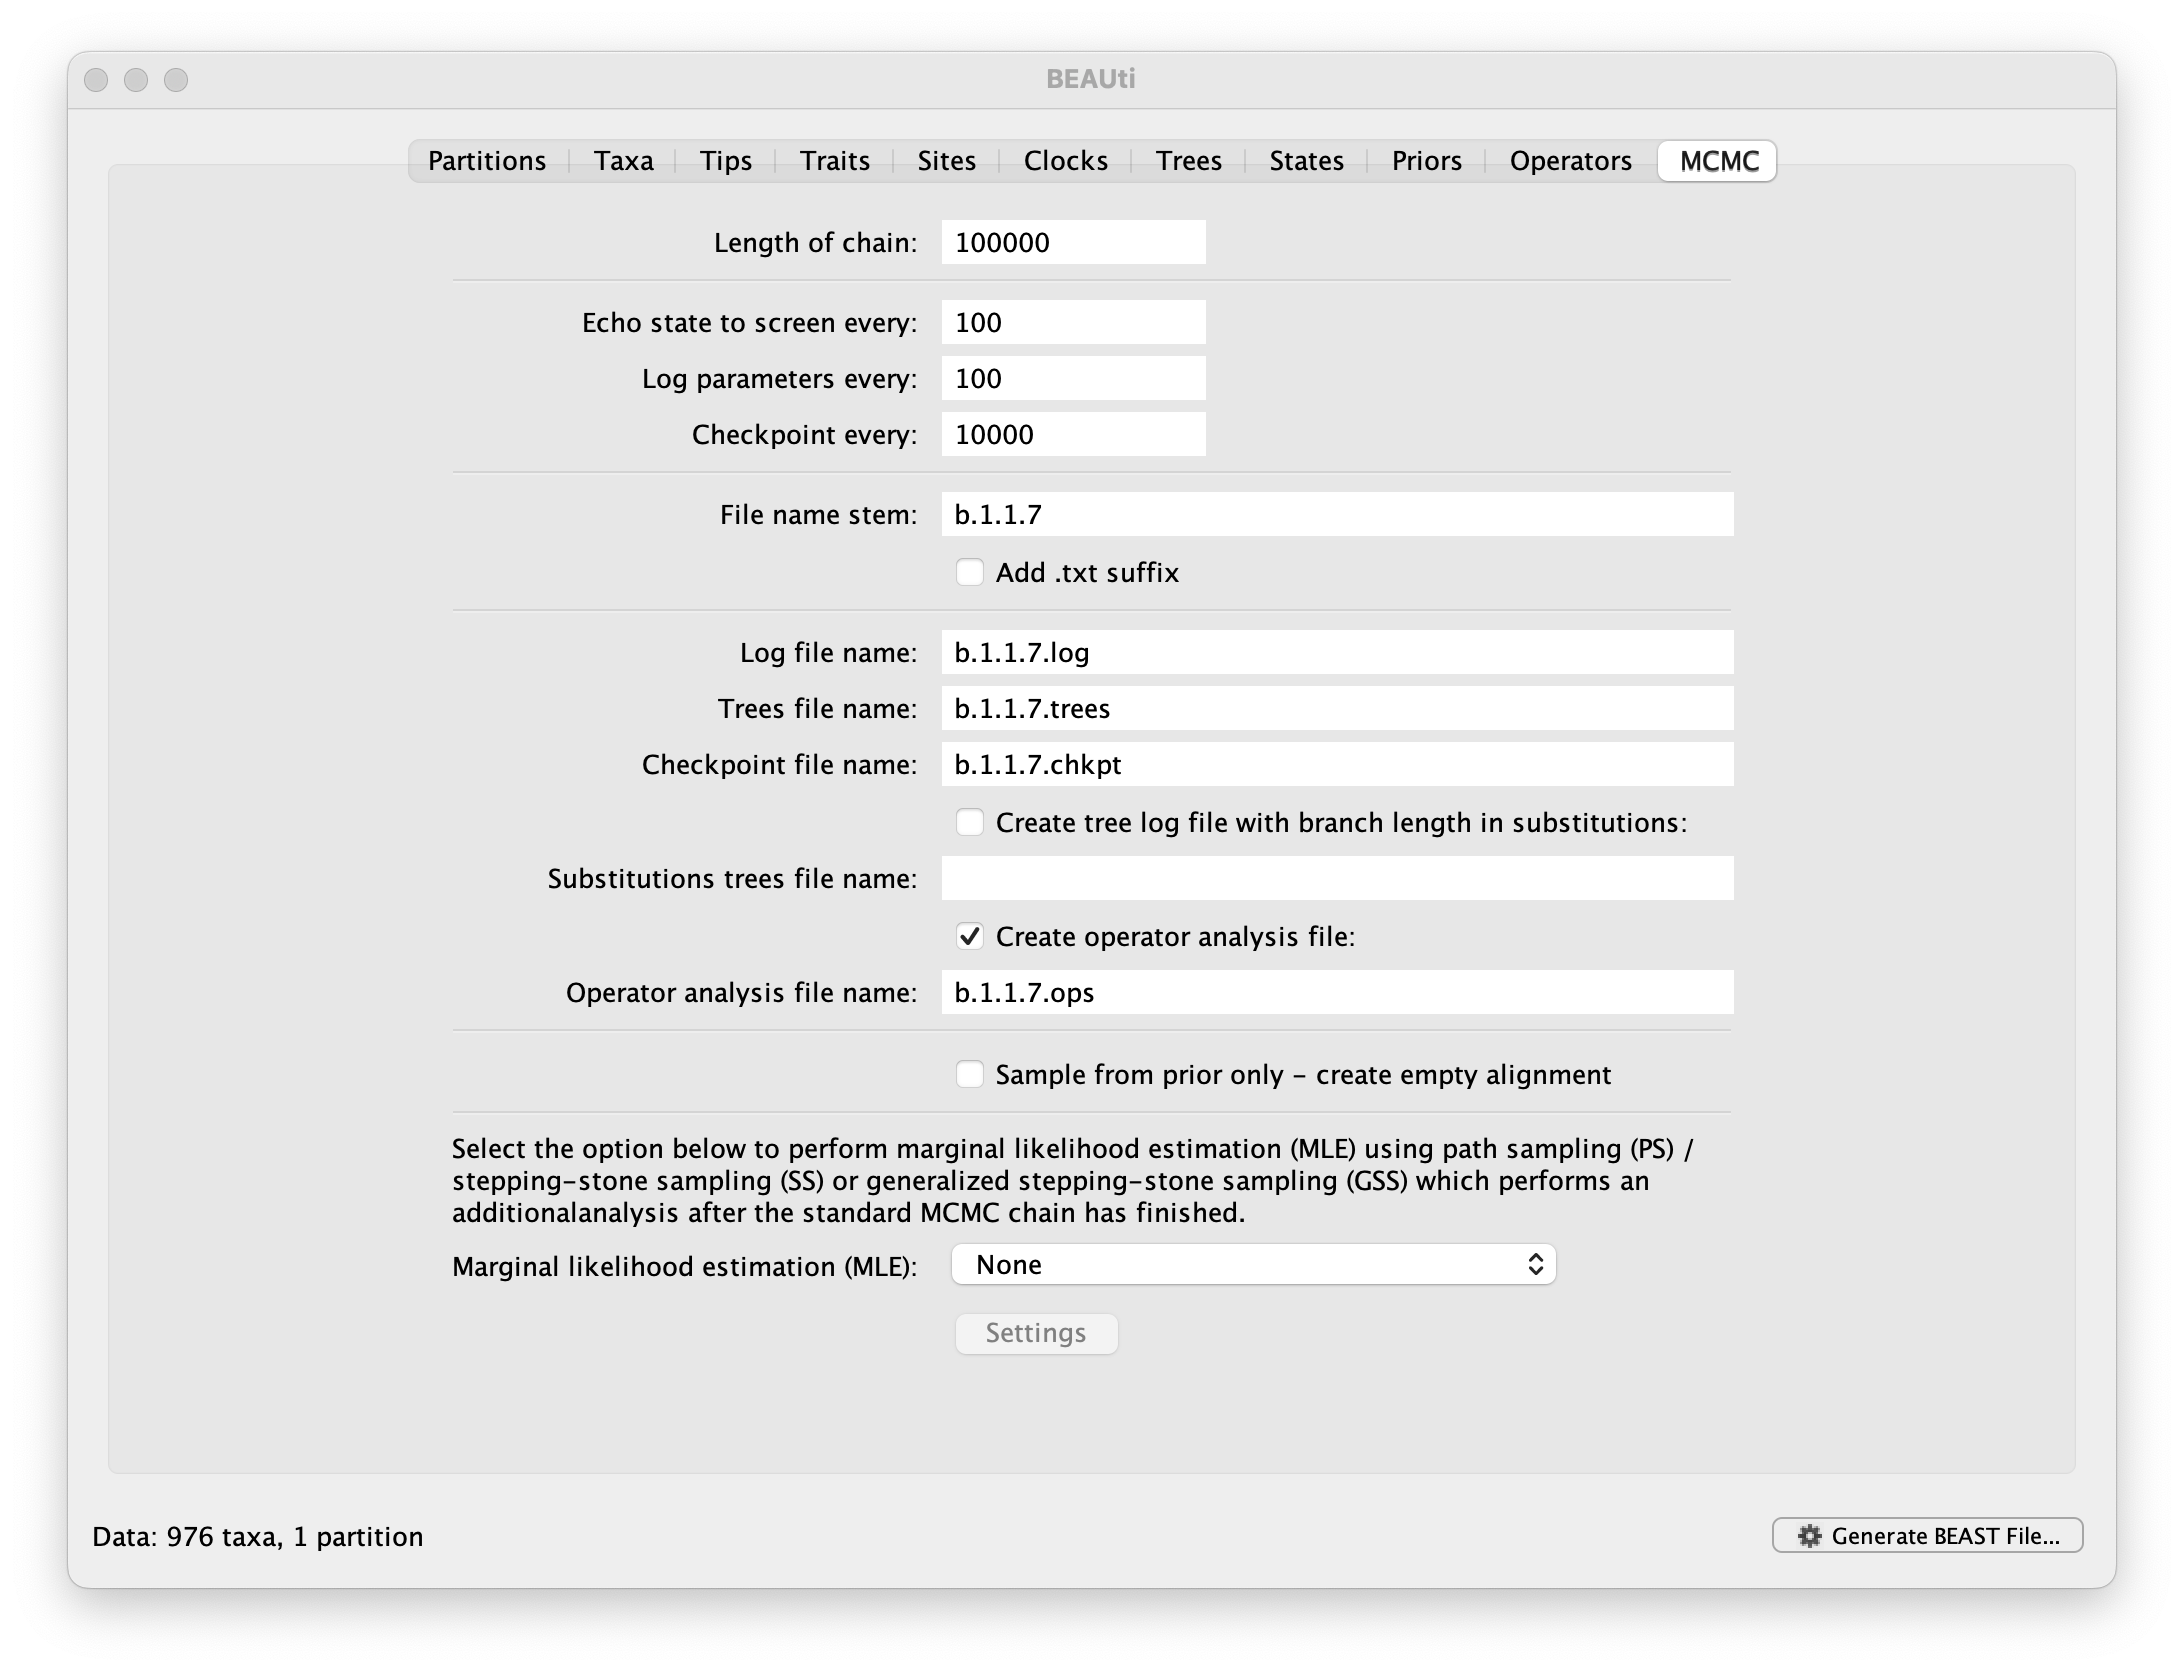 BEAUti
Partitions Taxa Tips Traits Sites Clocks Trees States Priors Operators MCMC
Length of chain: 100000
Echo state to screen every: 100
Log parameters every: 100
Checkpoint every: 10000
File name stem: b.1.1.7
Add .txt suffix
Log file name: b.1.1.7.log
Trees file name: b.1.1.7.trees
Checkpoint file name: b.1.1.7.chkpt
Create tree log file with branch length in substitutions:
Substitutions trees file name:
Create operator analysis file:
Operator analysis file name: b.1.1.7.ops
Sample from prior only – create empty alignment
Select the option below to perform marginal likelihood estimation (MLE) using path sampling (PS) /
stepping-stone sampling (SS) or generalized stepping-stone sampling (GSS) which performs an
additionalanalysis after the standard MCMC chain has finished.
Marginal likelihood estimation (MLE): None
Settings
Data: 976 taxa, 1 partition
Generate BEAST File...